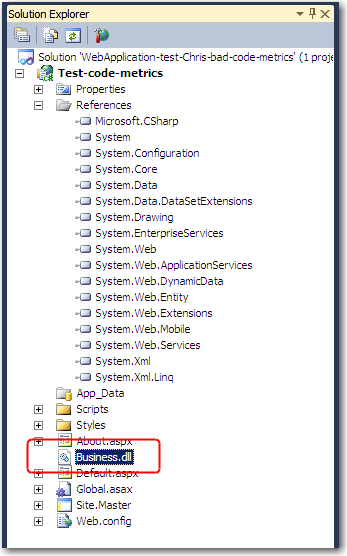 Solution Explorer
Solution 'WebApplication-test-Chris-bad-code-metrics' (1 proje
Test-code-metrics
Properties
References
Microsoft.CSharp
System
System.Configuration
System.Core
System.Data
System.Data.DataSetExtensions
System.Drawing
System.EnterpriseServices
System.Web
System.Web.ApplicationServices
System.Web.DynamicData
System.Web.Entity
System.Web.Extensions
System.Web.Mobile
System.Web.Services
System.Xml
System.Xml.Linq
App_Data
Scripts
Styles
About.aspx
Business.dll
Default.aspx
Global.asax
Site.Master
Web.config